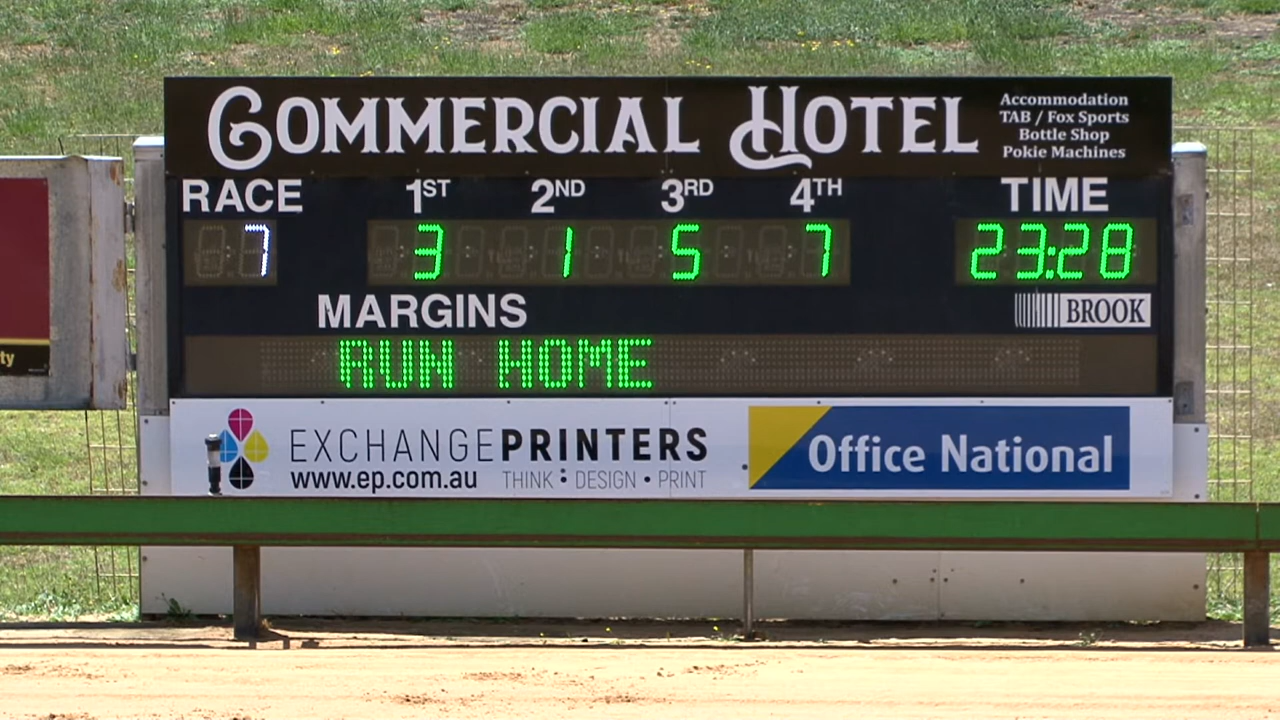 COMMERCIAL HOTEL
Accommodation
TAB / Fox Sports
Bottle Shop
Pokie Machines
RACE 1ST 2ND 3RD 4TH TIME
7 3 1 5 7 23:28
MARGINS
BROOK
RUN HOME
ty
EXCHANGEPRINTERS
www.ep.com.au THINK : DESIGN • PRINT
Office National